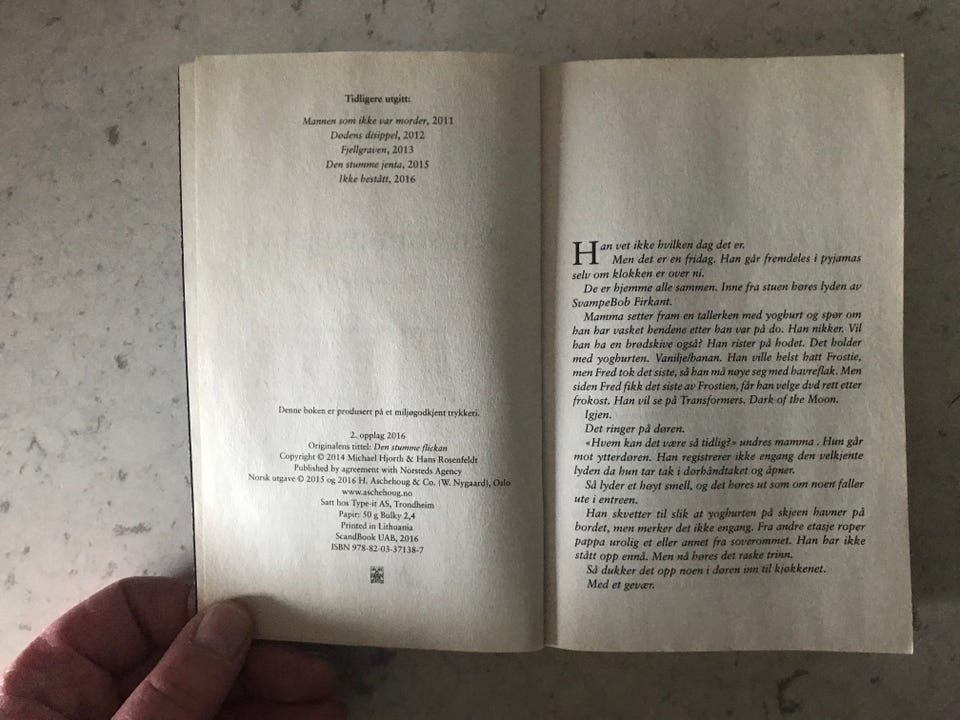 Tidligere utgitt:
Mannen som ikke var morder, 2011
Dødens disippel, 2012
Fjellgraven, 2013
Den stumme jenta, 2015
Ikke bestått, 2016
Denne boken er produsert på et miljøgodkjent trykkeri.
2. opplag 2016
Originalens tittel: Den stumme flickan
Copyright © 2014 Michael Hjorth & Hans Rosenfeldt
Published by agreement with Norsteds Agency
Norsk utgave © 2015 og 2016 H. Aschehoug & Co. (W. Nygaard), Oslo
www.aschehoug.no
Satt hos Type-it AS, Trondheim
Papir: 50 g Bulky 2,4
Printed in Lithuania
ScandBook UAB, 2016
ISBN 978-82-03-37138-7
Han vet ikke hvilken dag det er.
Men det er en fridag. Han går fremdeles i pyjamas
selv om klokken er over ni.
De er hjemme alle sammen. Inne fra stuen høres lyden av
SvampeBob Firkant.
Mamma setter fram en tallerken med yoghurt og spør om
han har vasket hendene etter han var på do. Han nikker. Vil
han ha en brødskive også? Han rister på hodet. Det holder
med yoghurten. Vanilje/banan. Han ville helst hatt Frostie,
men Fred tok det siste, så han må nøye seg med havreflak. Men
siden Fred fikk det siste av Frostien, får han velge dvd rett etter
frokost. Han vil se på Transformers. Dark of the Moon.
Igjen.
Det ringer på døren.
«Hvem kan det være så tidlig?» undres mamma . Hun går
mot ytterdøren. Han registrerer ikke engang den velkjente
lyden da hun tar tak i dørhåndtaket og åpner.
Så lyder et høyt smell, og det høres ut som om noen faller
ute i entreen.
Han skvetter til slik at yoghurten på skjeen havner på
bordet, men merker det ikke engang. Fra andre etasje roper
pappa urolig et eller annet fra soverommet. Han har ikke
stått opp ennå. Men nå høres det raske trinn.
Så dukker det opp noen i døren inn til kjøkkenet.
Med et gevær.